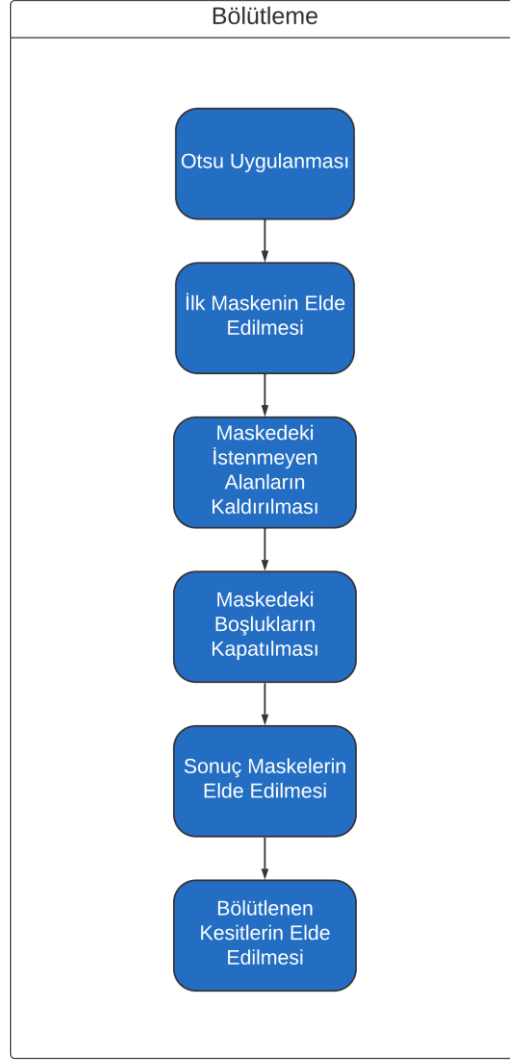 Bölütleme
Otsu Uygulanması
İlk Maskenin Elde
Edilmesi
Maskedeki
İstenmeyen
Alanların
Kaldırılması
Maskedeki
Boşlukların
Kapatılması
Sonuç Maskelerin
Elde Edilmesi
Bölütlenen
Kesitlerin Elde
Edilmesi